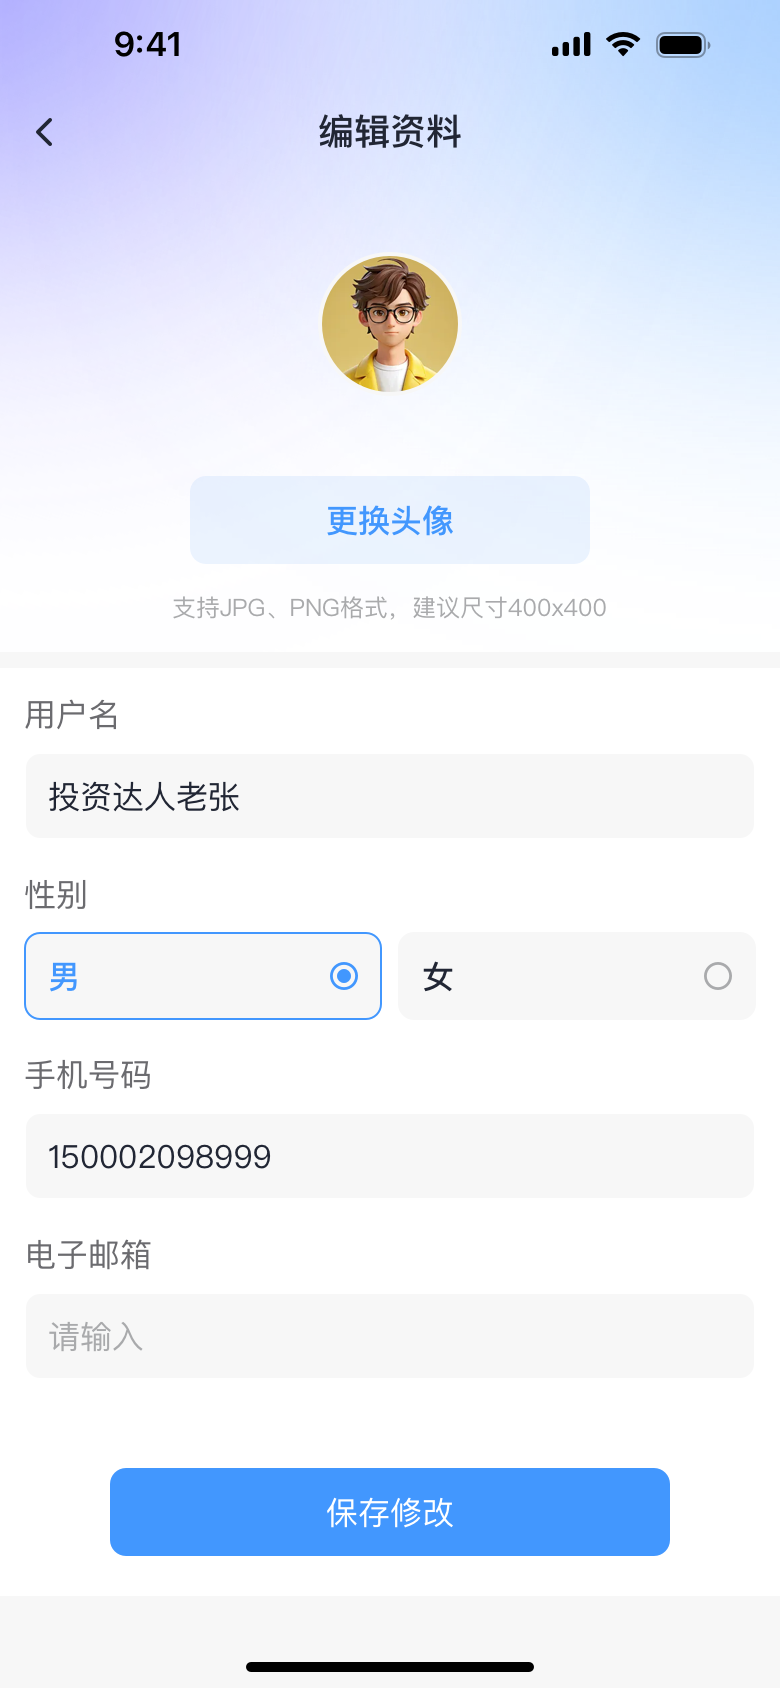 9:41
编辑资料
更换头像
支持JPG、PNG格式，建议尺寸400x400
用户名
投资达人老张
性别
男 女
手机号码
150002098999
电子邮箱
请输入
保存修改